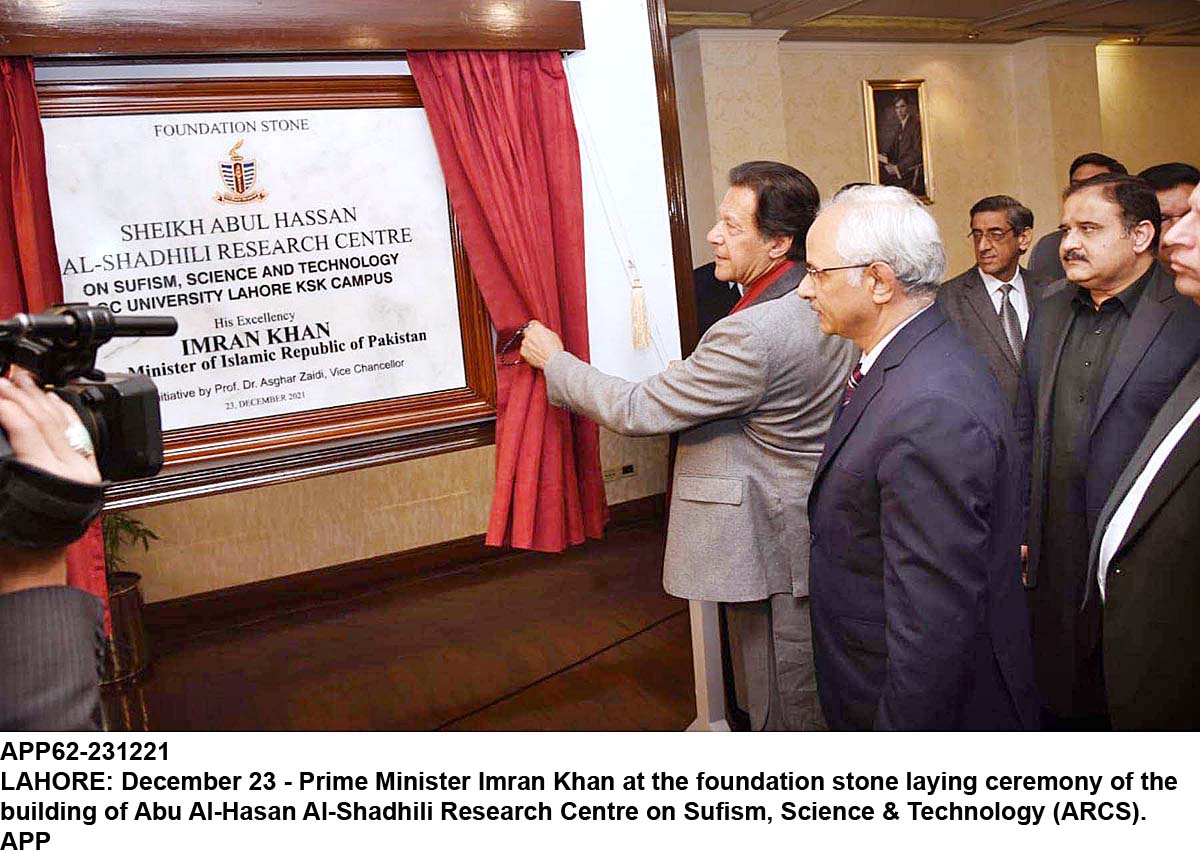 FOUNDATION STONE
SHEIKH ABUL HASSAN
AL-SHADHILI RESEARCH CENTRE
ON SUFISM, SCIENCE AND TECHNOLOGY
GC UNIVERSITY LAHORE KSK CAMPUS
His Excellency
IMRAN KHAN
Minister of Islamic Republic of Pakistan
by Prof. Dr. Asghar Zaidi, Vice Chancellor
23, DECEMBER 2021
APP62-231221
LAHORE: December 23 - Prime Minister Imran Khan at the foundation stone laying ceremony of the
building of Abu Al-Hasan Al-Shadhili Research Centre on Sufism, Science & Technology (ARCS).
APP